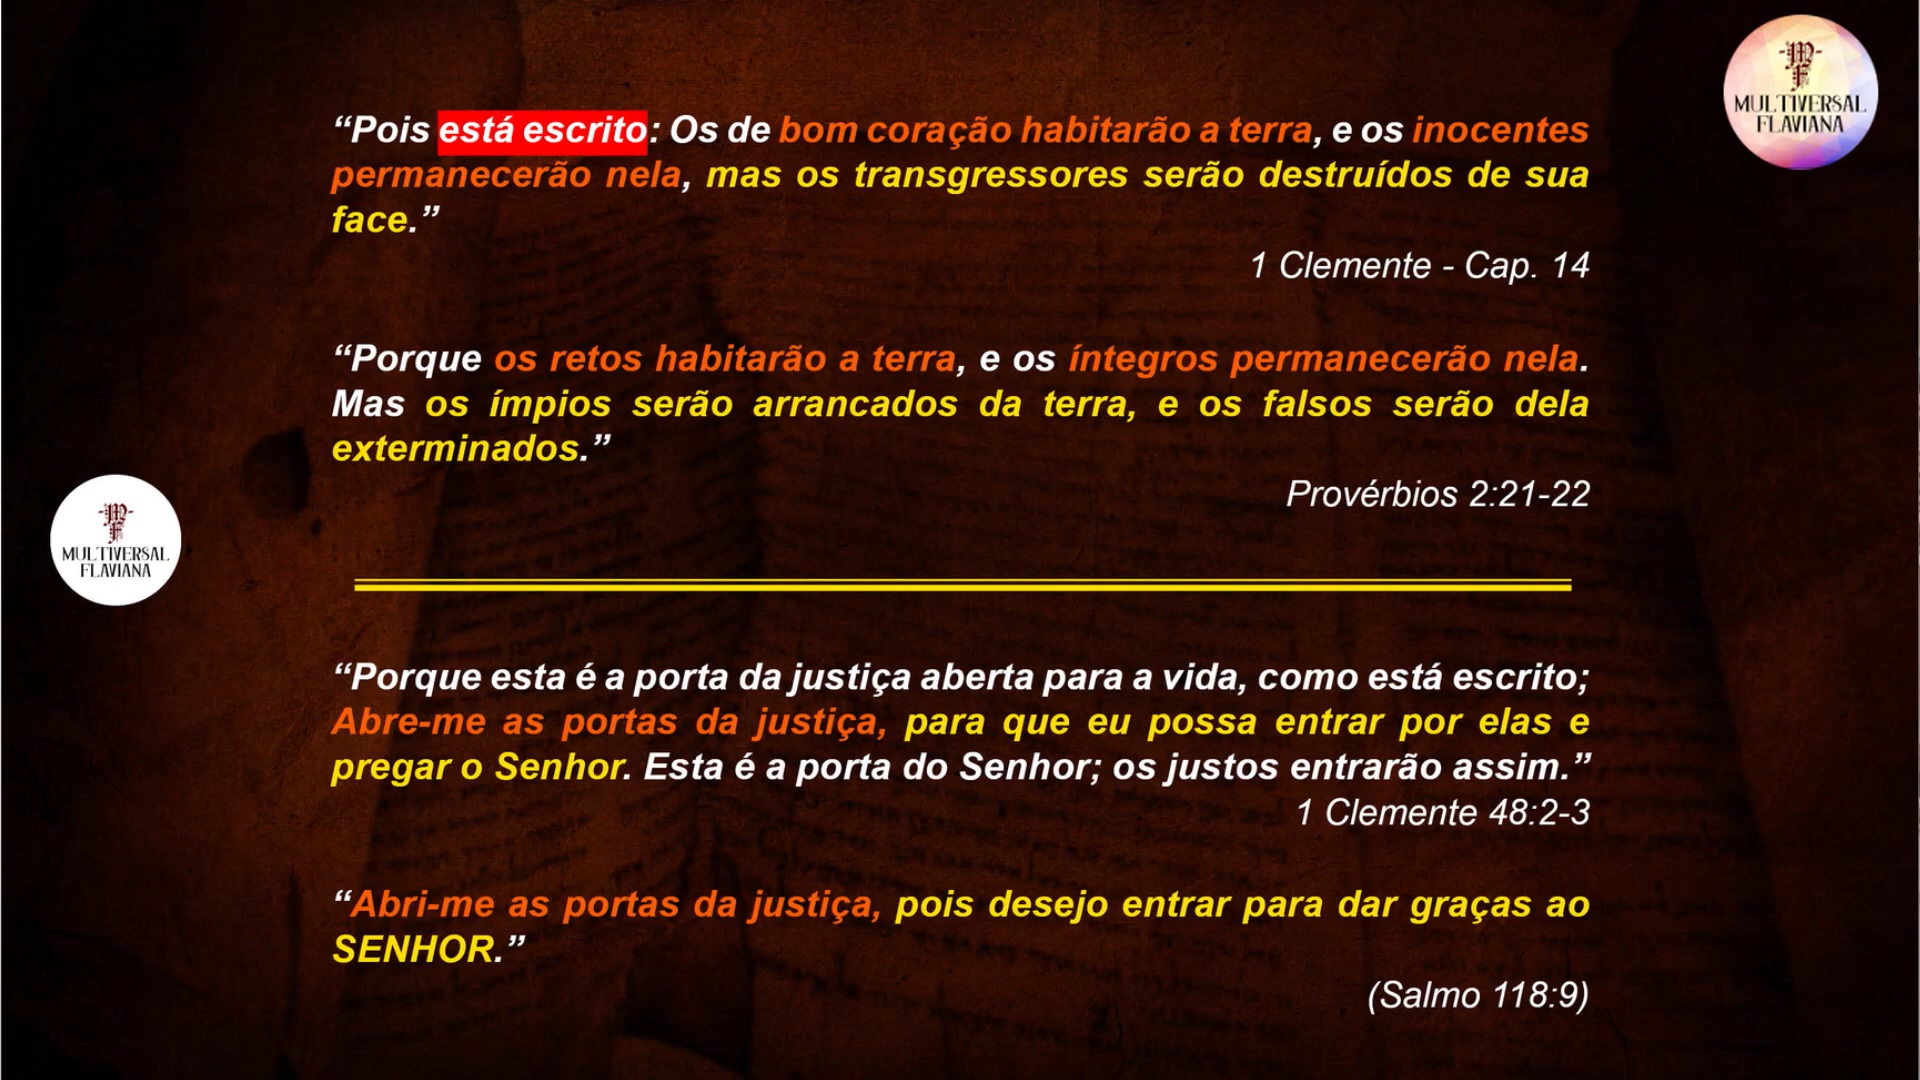 -M-
F
MULTIVERSAL
FLAVIANA
“Pois está escrito: Os de bom coração habitarão a terra, e os inocentes
permanecerão nela, mas os transgressores serão destruídos de sua
face.”
1 Clemente - Cap. 14
“Porque os retos habitarão a terra, e os íntegros permanecerão nela.
Mas os ímpios serão arrancados da terra, e os falsos serão dela
exterminados.”
Provérbios 2:21-22
-M-
F
MULTIVERSAL
FLAVIANA
“Porque esta é a porta da justiça aberta para a vida, como está escrito;
Abre-me as portas da justiça, para que eu possa entrar por elas e
pregar o Senhor. Esta é a porta do Senhor; os justos entrarão assim.”
1 Clemente 48:2-3
“Abri-me as portas da justiça, pois desejo entrar para dar graças ao
SENHOR.”
(Salmo 118:9)